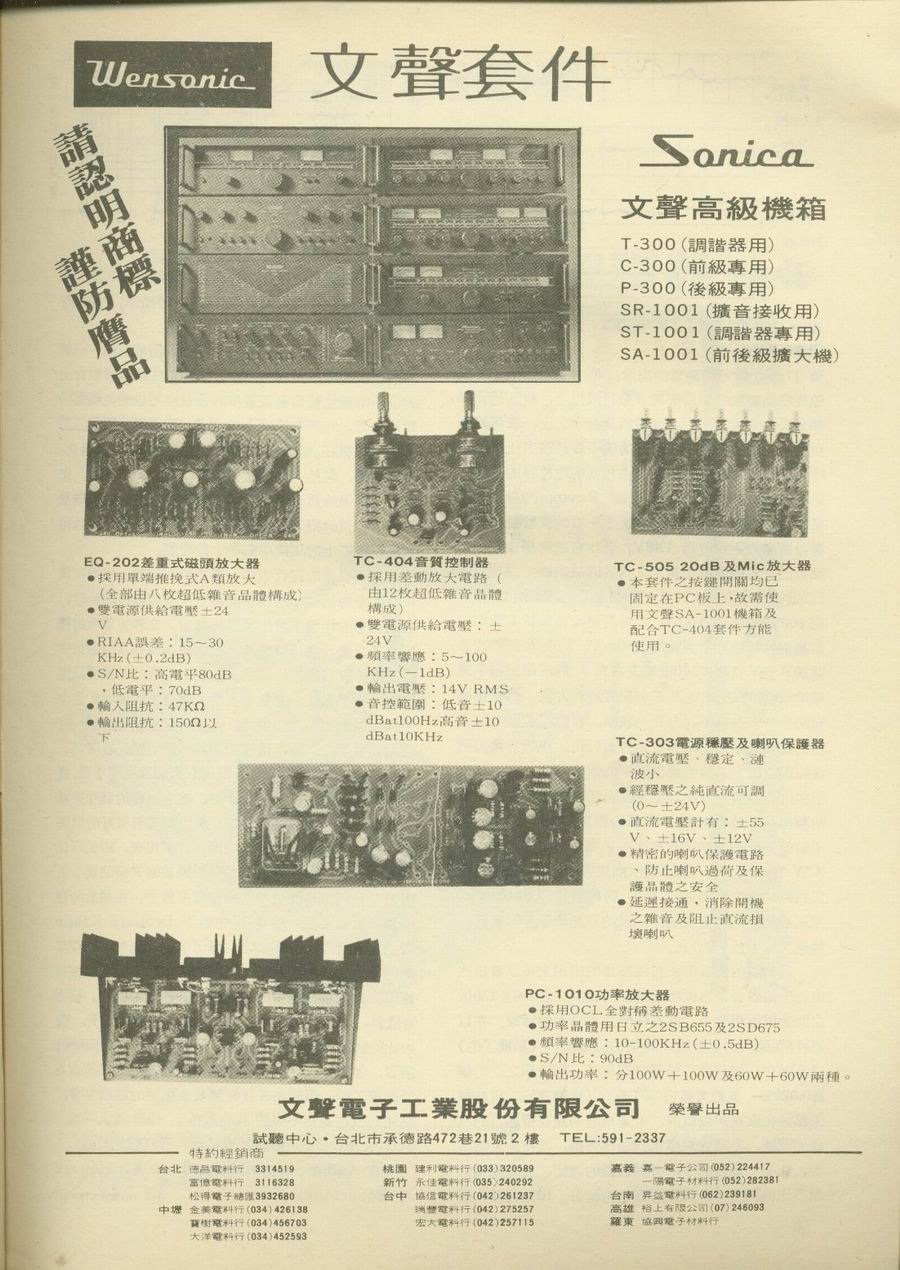 Wensonic
文聲套件
請認明商標
謹防贋品
Sonica
文聲高級機箱
T-300(調諧器用)
C-300(前級專用)
P-300(後級專用)
SR-1001(擴音接收用)
ST-1001(調諧器專用)
SA-1001(前後級擴大機)
EQ-202差重式磁頭放大器
●採用單端推挽式A類放大
(全部由八枚超低雜音晶體構成)
●雙電源供給電壓±24
V
●RIAA誤差：15～30
KHz(±0.2dB)
●S/N比：高電平80dB
，低電平：70dB
●輸入阻抗：47KΩ
●輸出阻抗：150Ω以
下
TC-404音質控制器
●採用差動放大電路(
由12枚超低雜音晶體
構成)
●雙電源供給電壓：±
24V
●頻率響應：5～100
KHz(－1dB)
●輸出電壓：14V RMS
●音控範圍：低音±10
dBat100Hz高音±10
dBat10KHz
TC-505 20dB及Mic放大器
●本套件之按鍵開關均已
固定在PC板上，故需使
用文聲SA-1001機箱及
配合TC-404套件方能
使用。
TC-303電源穩壓及喇叭保護器
●直流電壓、穩定、漣
波小
●經穩壓之純直流可調
(0～±24V)
●直流電壓計有：±55
V、±16V、±12V
●精密的喇叭保護電路
、防止喇叭過荷及保
護晶體之安全
●延遲接通，消除開機
之雜音及阻止直流損
壞喇叭
PC-1010功率放大器
●採用OCL全對稱差動電路
●功率晶體用日立之2SB655及2SD675
●頻率響應：10-100KHz(±0.5dB)
●S/N比：90dB
●輸出功率：分100W＋100W及60W＋60W兩種。
文聲電子工業股份有限公司 榮譽出品
試聽中心・台北市承德路472巷21號2樓 TEL:591-2337
特約經銷商
台北 德昌電料行 3314519
富億電料行 3116328
松得電子總匯3932680
中壢 金美電料行(034)426138
寶樹電料行(034)456703
大洋電料行(034)452593
桃園 建利電料行(033)320589
新竹 永佳電料行(035)240292
台中 協信電料行(042)261237
瑞豐電料行(042)275257
宏大電料行(042)257115
嘉義 嘉一電子公司(052)224417
一陽電子材料行(052)282381
台南 昇益電料行(062)239181
高雄 裕上有限公司(07)246093
羅東 協興電子材料行